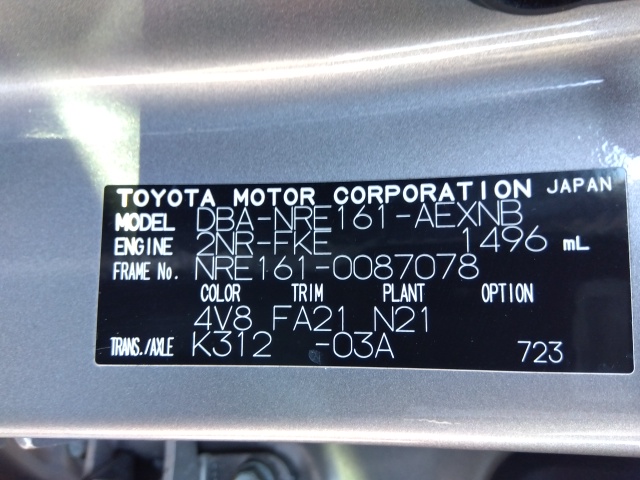 TOYOTA MOTOR CORPORATION JAPAN
MODEL DBA-NRE161-AEXNB
ENGINE 2NR-FKE 1496 mL
FRAME No. NRE161-0087078
COLOR TRIM PLANT OPTION
4V8 FA21 N21
TRANS./AXLE K312 -03A 723